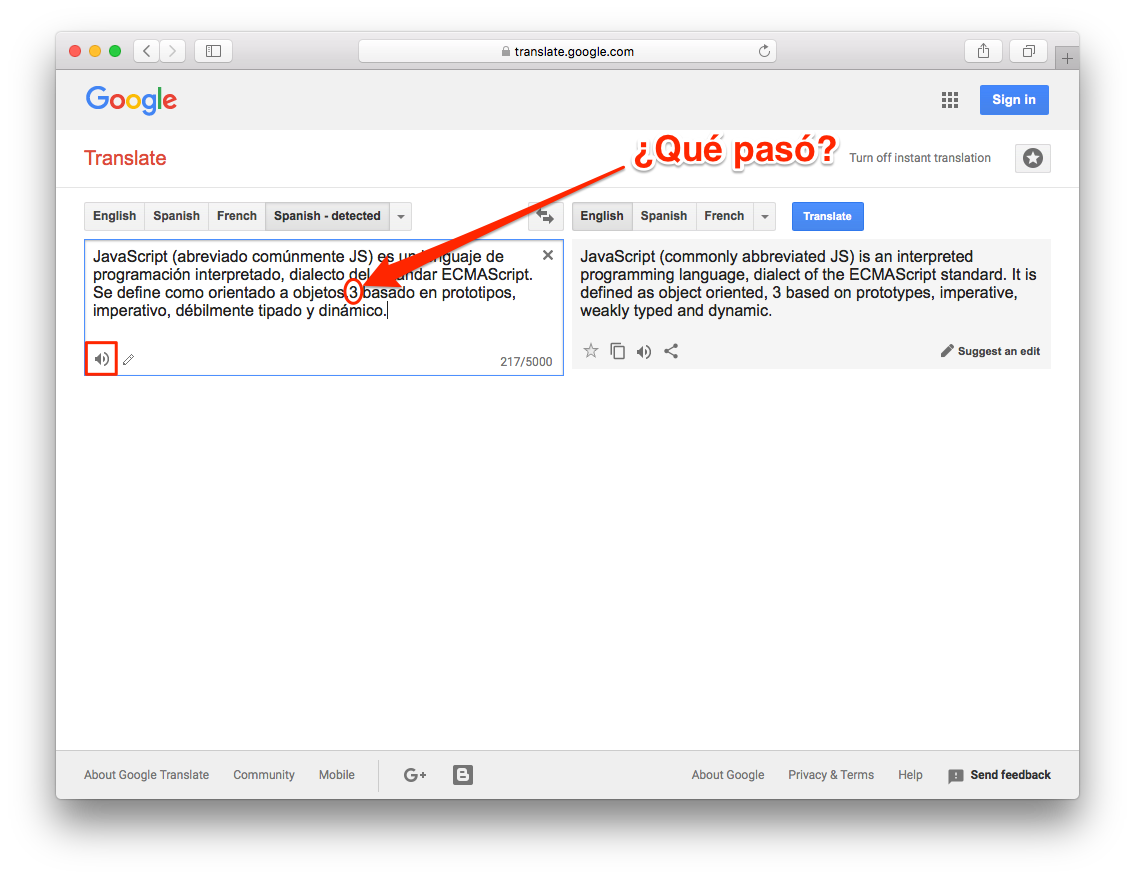 translate.google.com
Google
Sign in
Translate
¿Qué pasó?
Turn off instant translation
English Spanish French Spanish - detected
English Spanish French Translate
JavaScript (abreviado comúnmente JS) es un lenguaje de
programación interpretado, dialecto del ndar ECMAScript.
Se define como orientado a objetos 3 basado en prototipos,
imperativo, débilmente tipado y dinámico.
217/5000
JavaScript (commonly abbreviated JS) is an interpreted
programming language, dialect of the ECMAScript standard. It is
defined as object oriented, 3 based on prototypes, imperative,
weakly typed and dynamic.
Suggest an edit
About Google Translate Community Mobile G+ About Google Privacy & Terms Help Send feedback